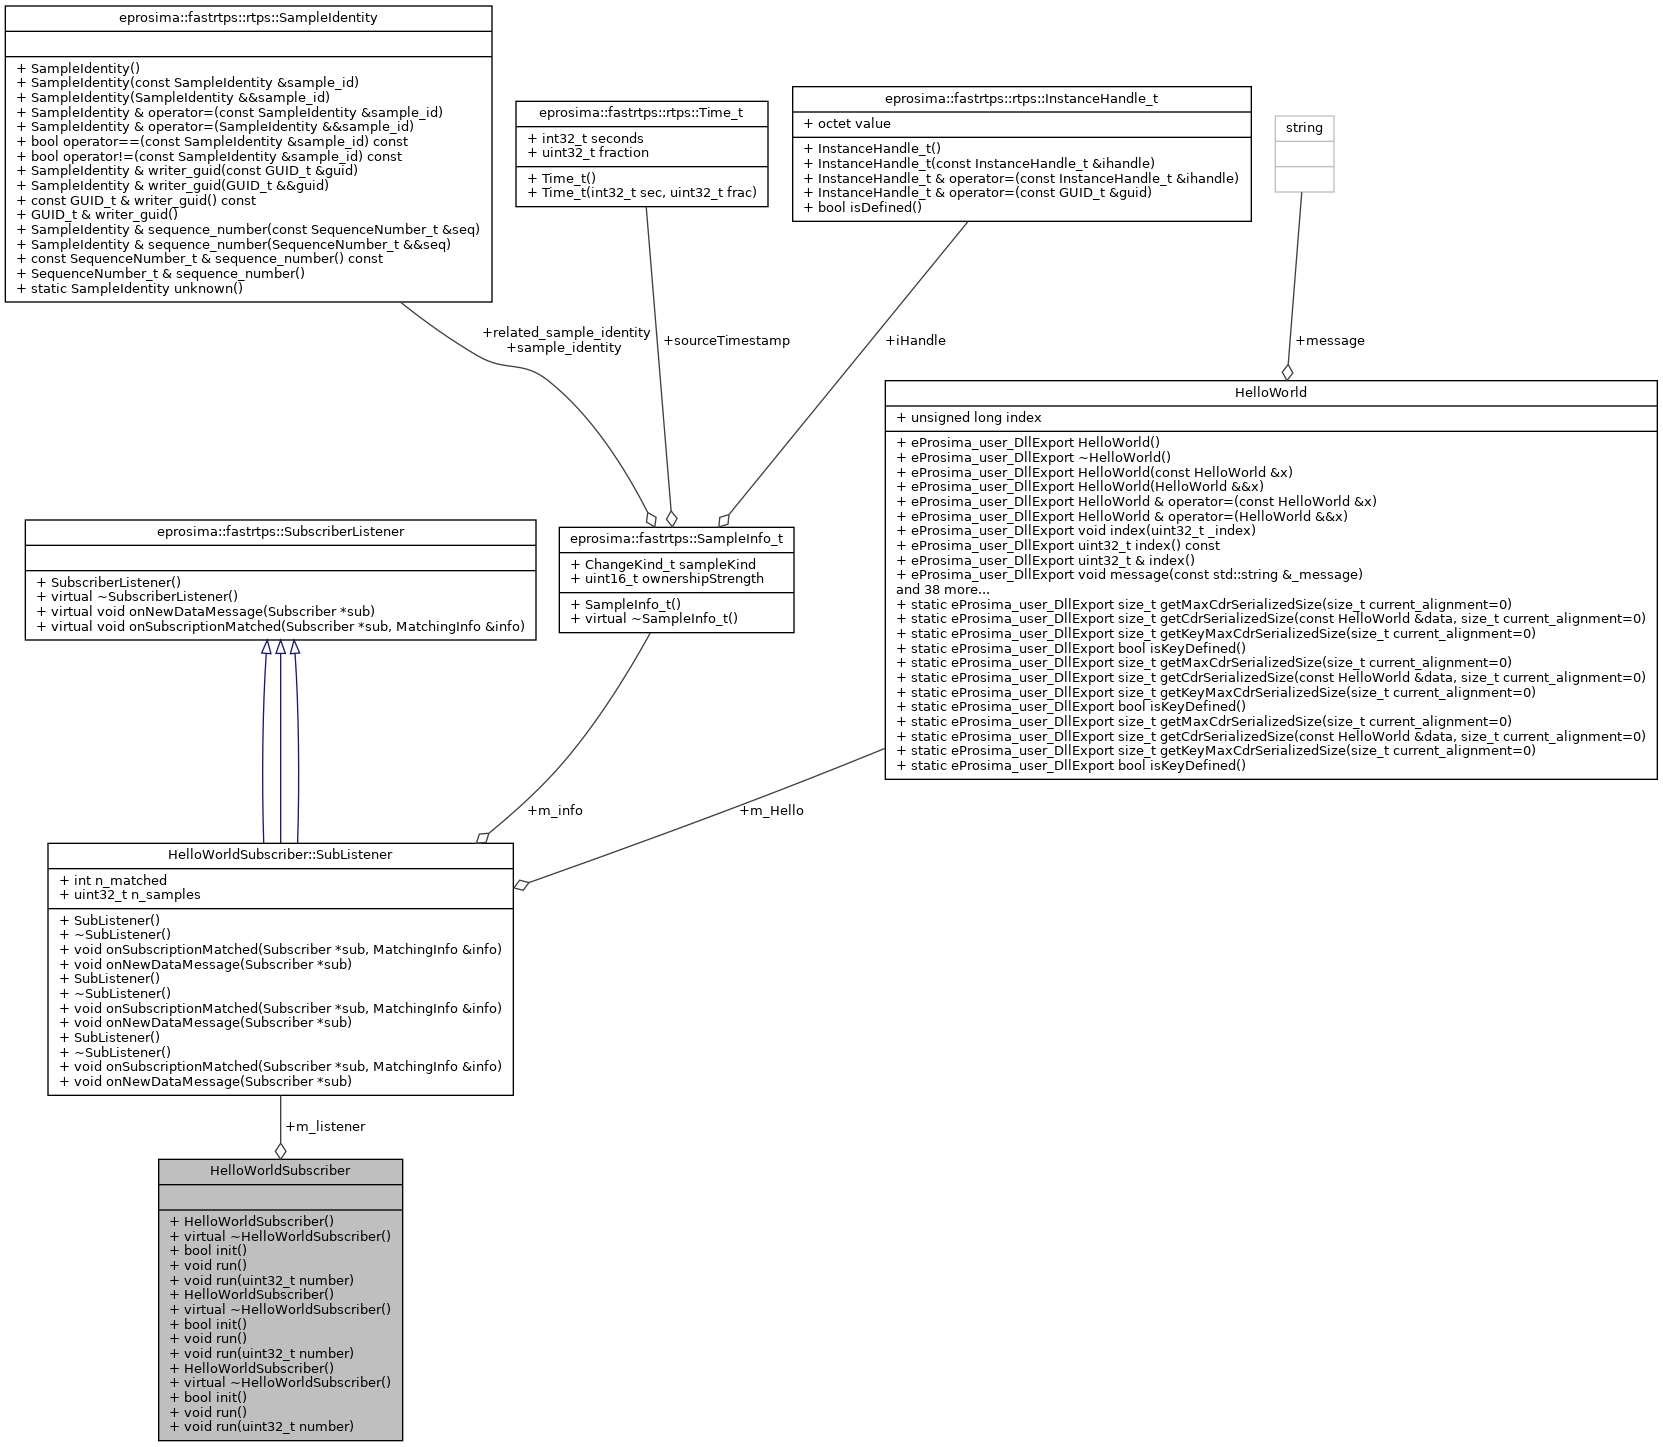 eprosima::fastrtps::rtps::SampleIdentity
+ SampleIdentity()
+ SampleIdentity(const SampleIdentity &sample_id)
+ SampleIdentity(SampleIdentity &&sample_id)
+ SampleIdentity & operator=(const SampleIdentity &sample_id)
+ SampleIdentity & operator=(SampleIdentity &&sample_id)
+ bool operator==(const SampleIdentity &sample_id) const
+ bool operator!=(const SampleIdentity &sample_id) const
+ SampleIdentity & writer_guid(const GUID_t &guid)
+ SampleIdentity & writer_guid(GUID_t &&guid)
+ const GUID_t & writer_guid() const
+ GUID_t & writer_guid()
+ SampleIdentity & sequence_number(const SequenceNumber_t &seq)
+ SampleIdentity & sequence_number(SequenceNumber_t &&seq)
+ const SequenceNumber_t & sequence_number() const
+ SequenceNumber_t & sequence_number()
+ static SampleIdentity unknown()
eprosima::fastrtps::rtps::Time_t
+ int32_t seconds
+ uint32_t fraction
+ Time_t()
+ Time_t(int32_t sec, uint32_t frac)
eprosima::fastrtps::rtps::InstanceHandle_t
+ octet value
+ InstanceHandle_t()
+ InstanceHandle_t(const InstanceHandle_t &ihandle)
+ InstanceHandle_t & operator=(const InstanceHandle_t &ihandle)
+ InstanceHandle_t & operator=(const GUID_t &guid)
+ bool isDefined()
string
+related_sample_identity
+sample_identity
+sourceTimestamp
+iHandle
+message
HelloWorld
+ unsigned long index
+ eProsima_user_DllExport HelloWorld()
+ eProsima_user_DllExport ~HelloWorld()
+ eProsima_user_DllExport HelloWorld(const HelloWorld &x)
+ eProsima_user_DllExport HelloWorld(HelloWorld &&x)
+ eProsima_user_DllExport HelloWorld & operator=(const HelloWorld &x)
+ eProsima_user_DllExport HelloWorld & operator=(HelloWorld &&x)
+ eProsima_user_DllExport void index(uint32_t _index)
+ eProsima_user_DllExport uint32_t index() const
+ eProsima_user_DllExport uint32_t & index()
+ eProsima_user_DllExport void message(const std::string &_message)
and 38 more...
+ static eProsima_user_DllExport size_t getMaxCdrSerializedSize(size_t current_alignment=0)
+ static eProsima_user_DllExport size_t getCdrSerializedSize(const HelloWorld &data, size_t current_alignment=0)
+ static eProsima_user_DllExport size_t getKeyMaxCdrSerializedSize(size_t current_alignment=0)
+ static eProsima_user_DllExport bool isKeyDefined()
+ static eProsima_user_DllExport size_t getMaxCdrSerializedSize(size_t current_alignment=0)
+ static eProsima_user_DllExport size_t getCdrSerializedSize(const HelloWorld &data, size_t current_alignment=0)
+ static eProsima_user_DllExport size_t getKeyMaxCdrSerializedSize(size_t current_alignment=0)
+ static eProsima_user_DllExport bool isKeyDefined()
+ static eProsima_user_DllExport size_t getMaxCdrSerializedSize(size_t current_alignment=0)
+ static eProsima_user_DllExport size_t getCdrSerializedSize(const HelloWorld &data, size_t current_alignment=0)
+ static eProsima_user_DllExport size_t getKeyMaxCdrSerializedSize(size_t current_alignment=0)
+ static eProsima_user_DllExport bool isKeyDefined()
eprosima::fastrtps::SubscriberListener
+ SubscriberListener()
+ virtual ~SubscriberListener()
+ virtual void onNewDataMessage(Subscriber *sub)
+ virtual void onSubscriptionMatched(Subscriber *sub, MatchingInfo &info)
eprosima::fastrtps::SampleInfo_t
+ ChangeKind_t sampleKind
+ uint16_t ownershipStrength
+ SampleInfo_t()
+ virtual ~SampleInfo_t()
+m_info
+m_Hello
HelloWorldSubscriber::SubListener
+ int n_matched
+ uint32_t n_samples
+ SubListener()
+ ~SubListener()
+ void onSubscriptionMatched(Subscriber *sub, MatchingInfo &info)
+ void onNewDataMessage(Subscriber *sub)
+ SubListener()
+ ~SubListener()
+ void onSubscriptionMatched(Subscriber *sub, MatchingInfo &info)
+ void onNewDataMessage(Subscriber *sub)
+ SubListener()
+ ~SubListener()
+ void onSubscriptionMatched(Subscriber *sub, MatchingInfo &info)
+ void onNewDataMessage(Subscriber *sub)
+m_listener
HelloWorldSubscriber
+ HelloWorldSubscriber()
+ virtual ~HelloWorldSubscriber()
+ bool init()
+ void run()
+ void run(uint32_t number)
+ HelloWorldSubscriber()
+ virtual ~HelloWorldSubscriber()
+ bool init()
+ void run()
+ void run(uint32_t number)
+ HelloWorldSubscriber()
+ virtual ~HelloWorldSubscriber()
+ bool init()
+ void run()
+ void run(uint32_t number)